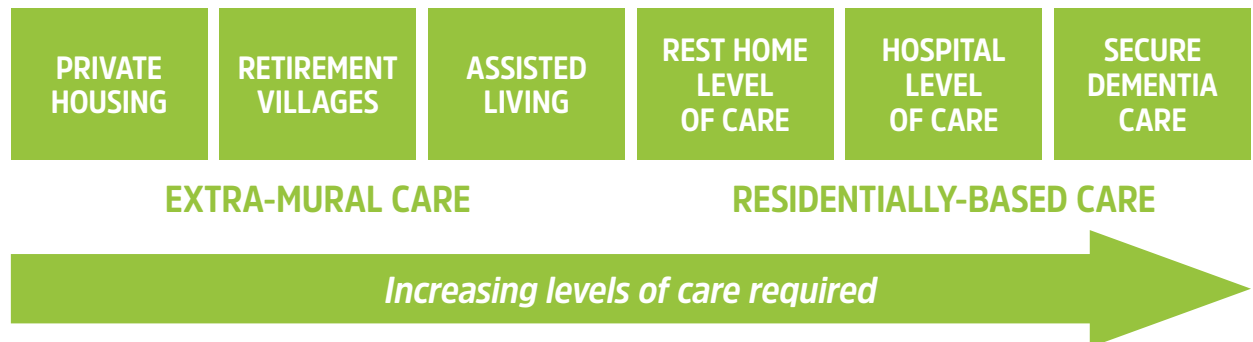 PRIVATE
HOUSING
RETIREMENT
VILLAGES
ASSISTED
LIVING
REST HOME
LEVEL
OF CARE
HOSPITAL
LEVEL
OF CARE
SECURE
DEMENTIA
CARE
EXTRA-MURAL CARE
RESIDENTIALLY-BASED CARE
Increasing levels of care required